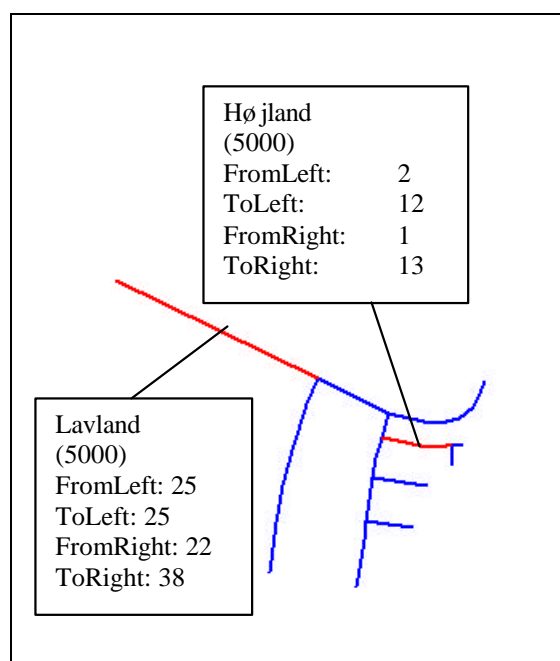 Højland
(5000)
FromLeft: 2
ToLeft: 12
FromRight: 1
ToRight: 13
Lavland
(5000)
FromLeft: 25
ToLeft: 25
FromRight: 22
ToRight: 38